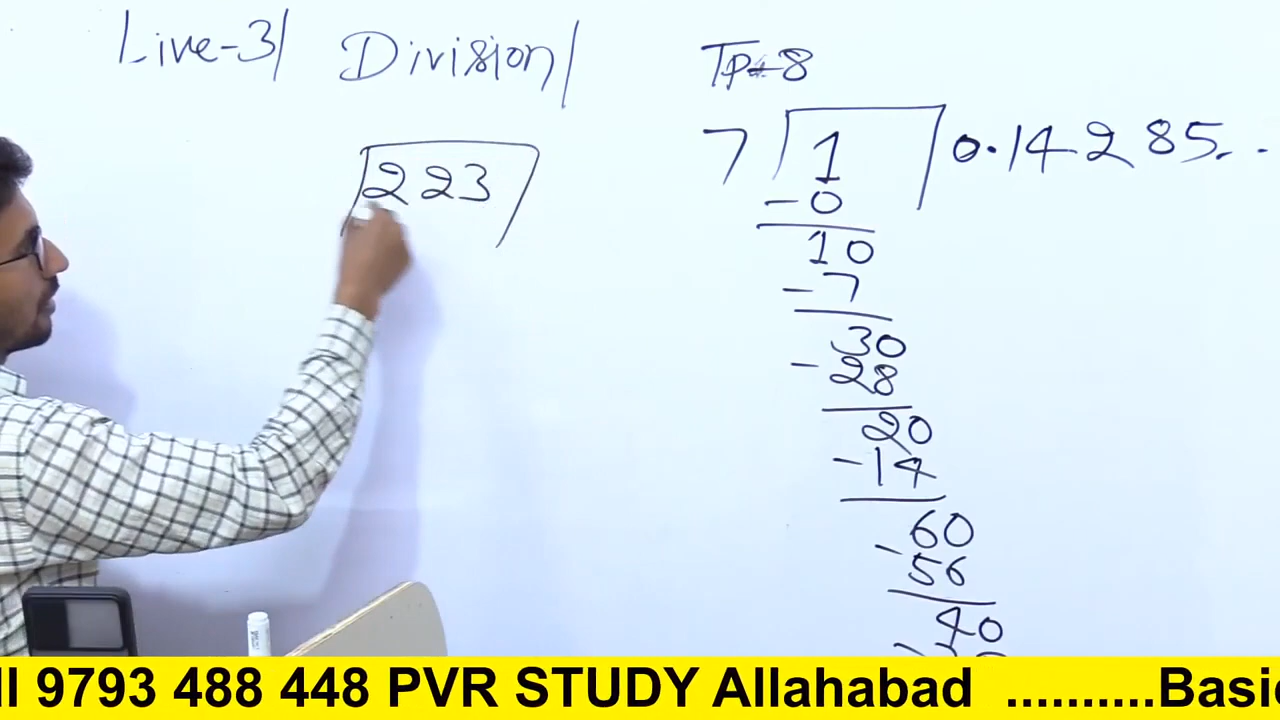 Live-3/ Division/
Tp-8
223
7 1 0.14285...
-0
10
-7
30
-28
20
-14
60
-56
40
9793 488 448 PVR STUDY Allahabad ..........Basic